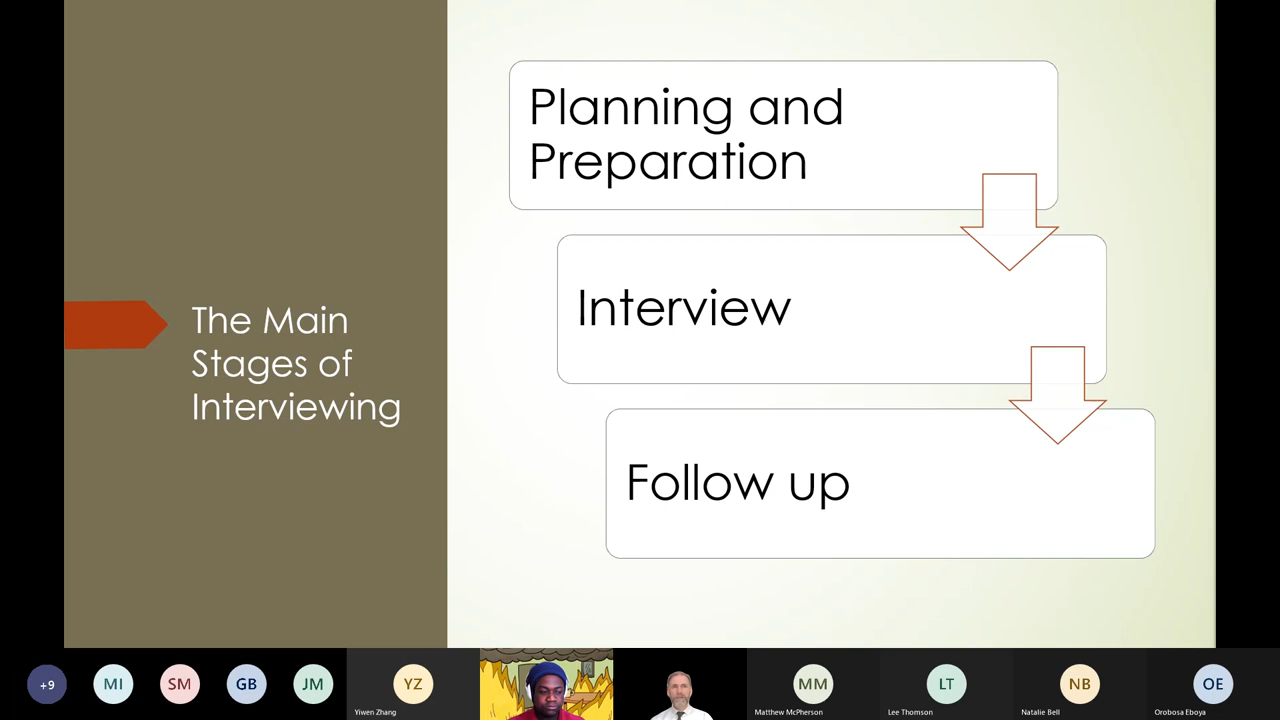 The Main
Stages of
Interviewing
Planning and
Preparation
Interview
Follow up
+9
MI
SM
GB
JM
YZ
Yiwen Zhang
MM
Matthew McPherson
LT
Lee Thomson
NB
Natalie Bell
OE
Orobosa Eboya